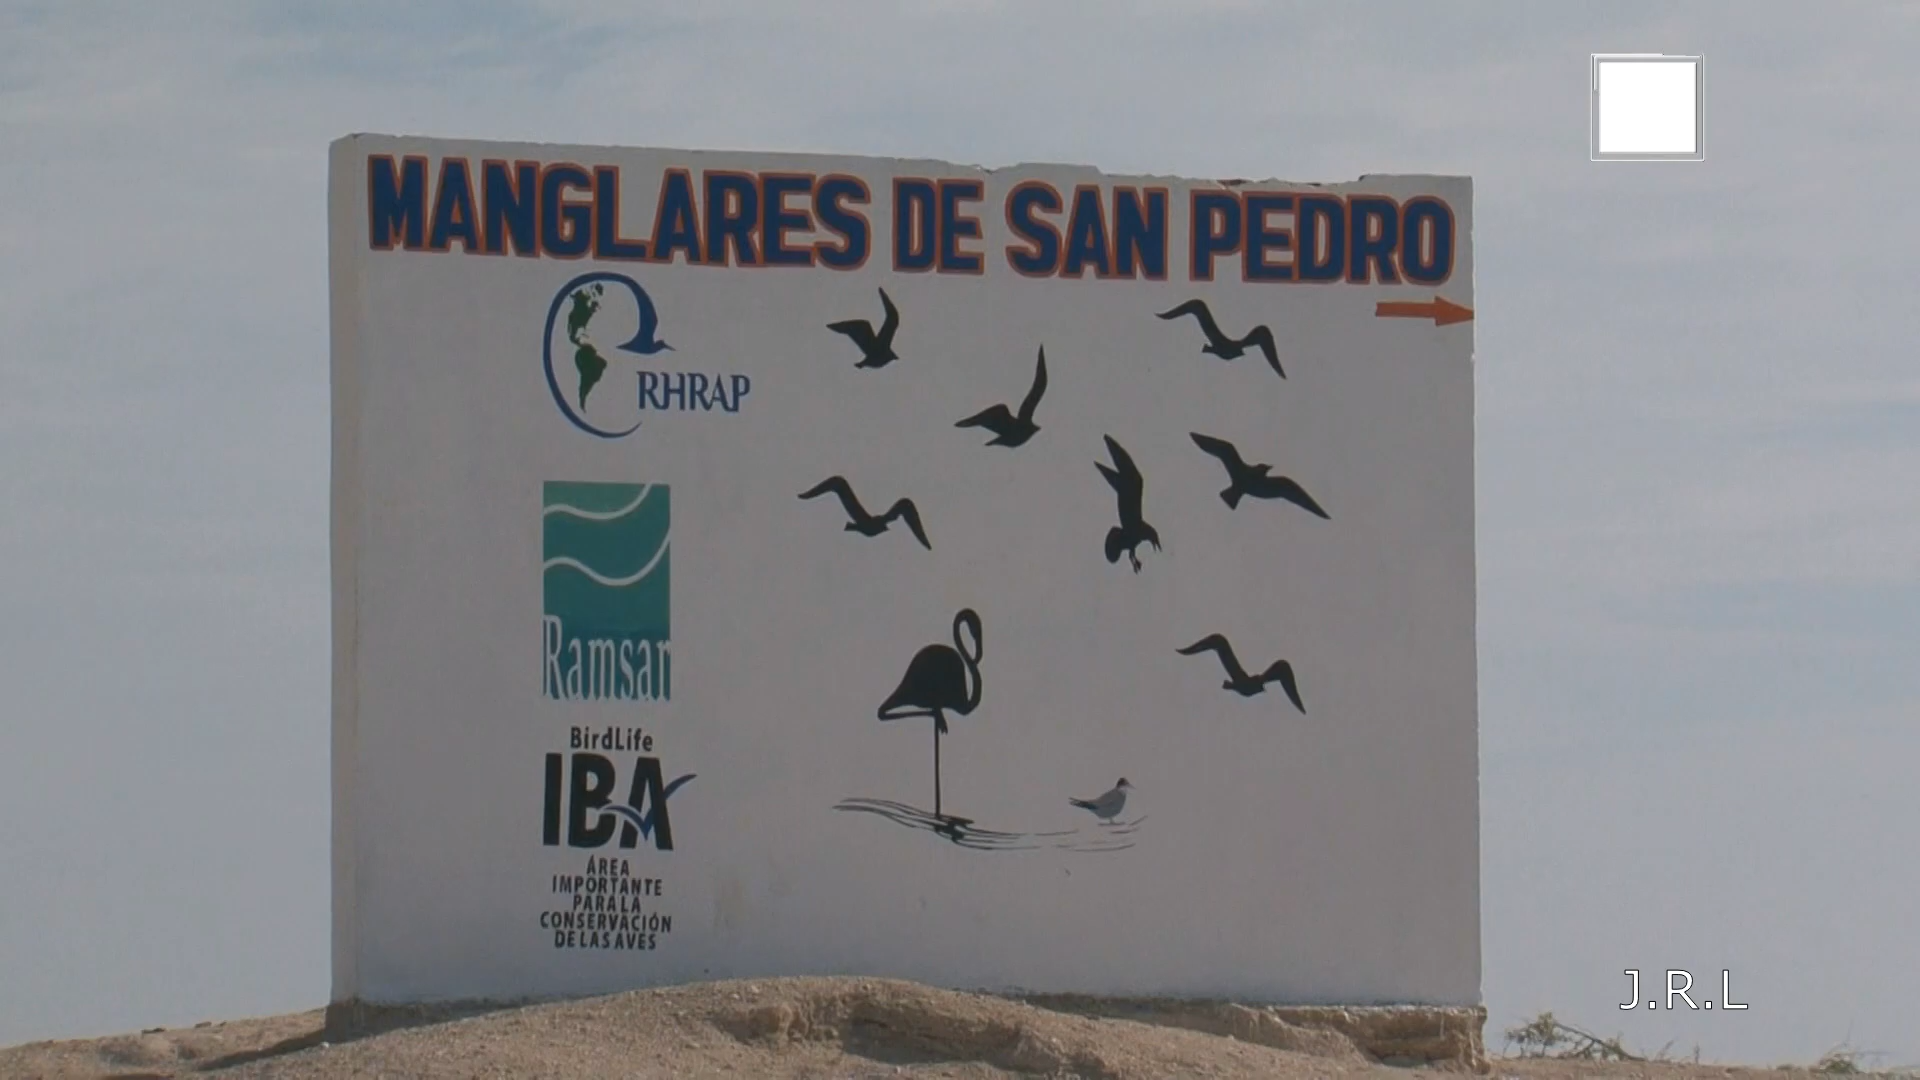 MANGLARES DE SAN PEDRO
RHRAP
Ramsar
BirdLife
IBA
ÁREA
IMPORTANTE
PARA LA
CONSERVACIÓN
DE LAS AVES
J.R.L